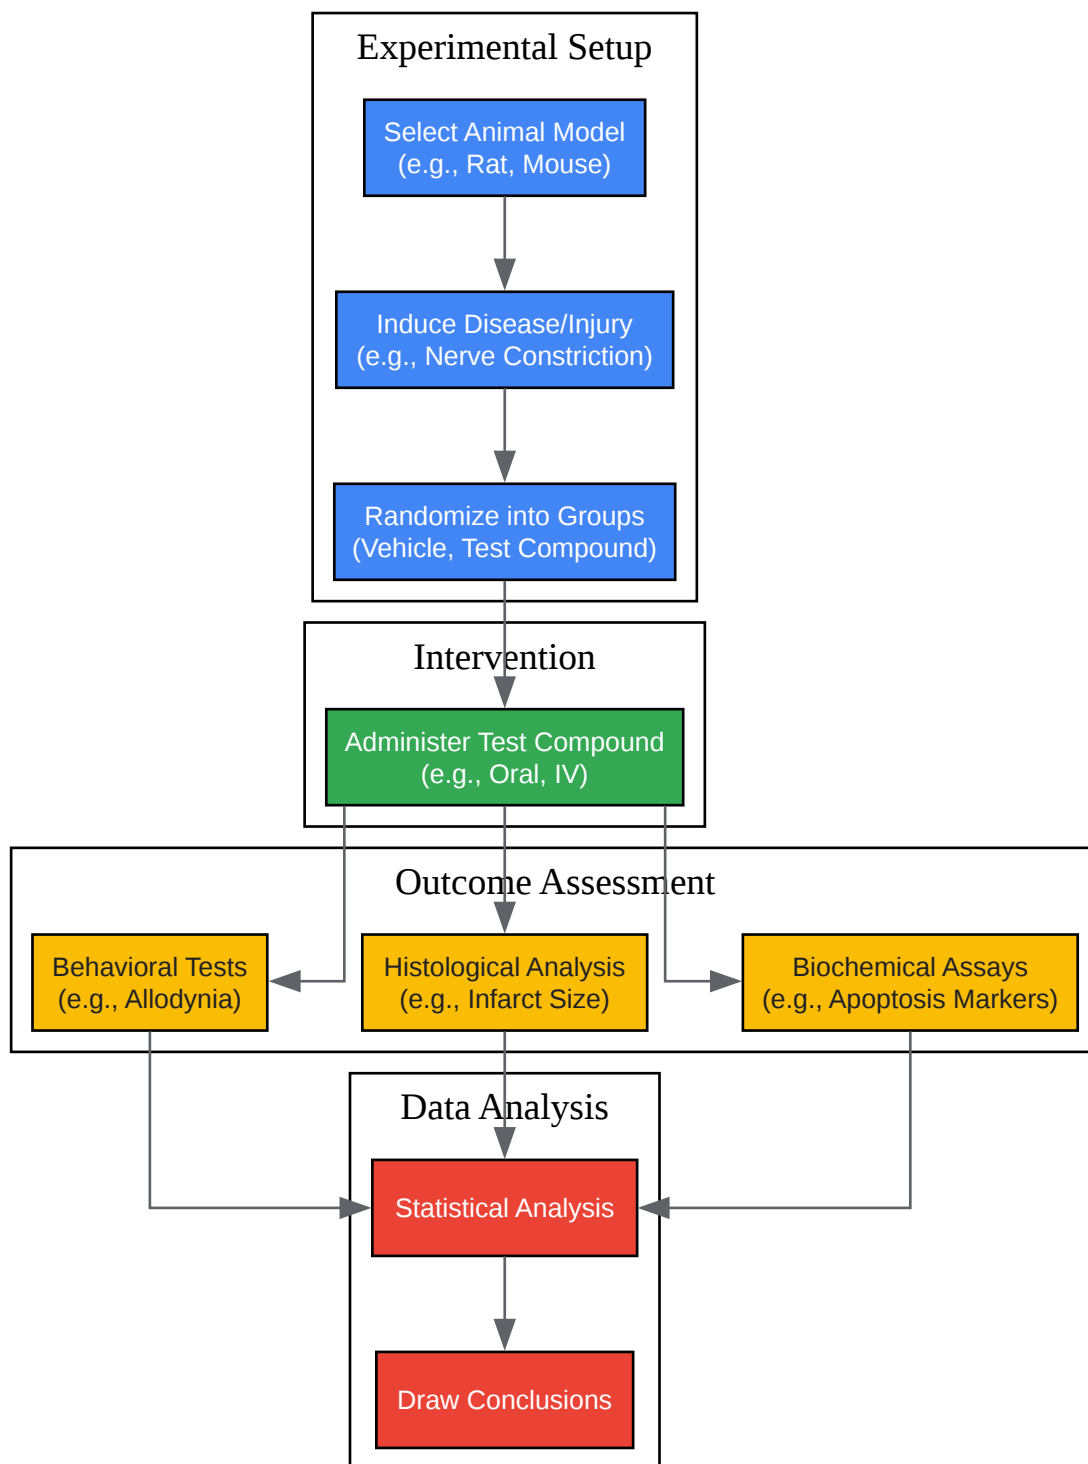 Experimental Setup
Select Animal Model
(e.g., Rat, Mouse)
Induce Disease/Injury
(e.g., Nerve Constriction)
Randomize into Groups
(Vehicle, Test Compound)
Intervention
Administer Test Compound
(e.g., Oral, IV)
Outcome Assessment
Behavioral Tests
(e.g., Allodynia)
Histological Analysis
(e.g., Infarct Size)
Biochemical Assays
(e.g., Apoptosis Markers)
Data Analysis
Statistical Analysis
Draw Conclusions